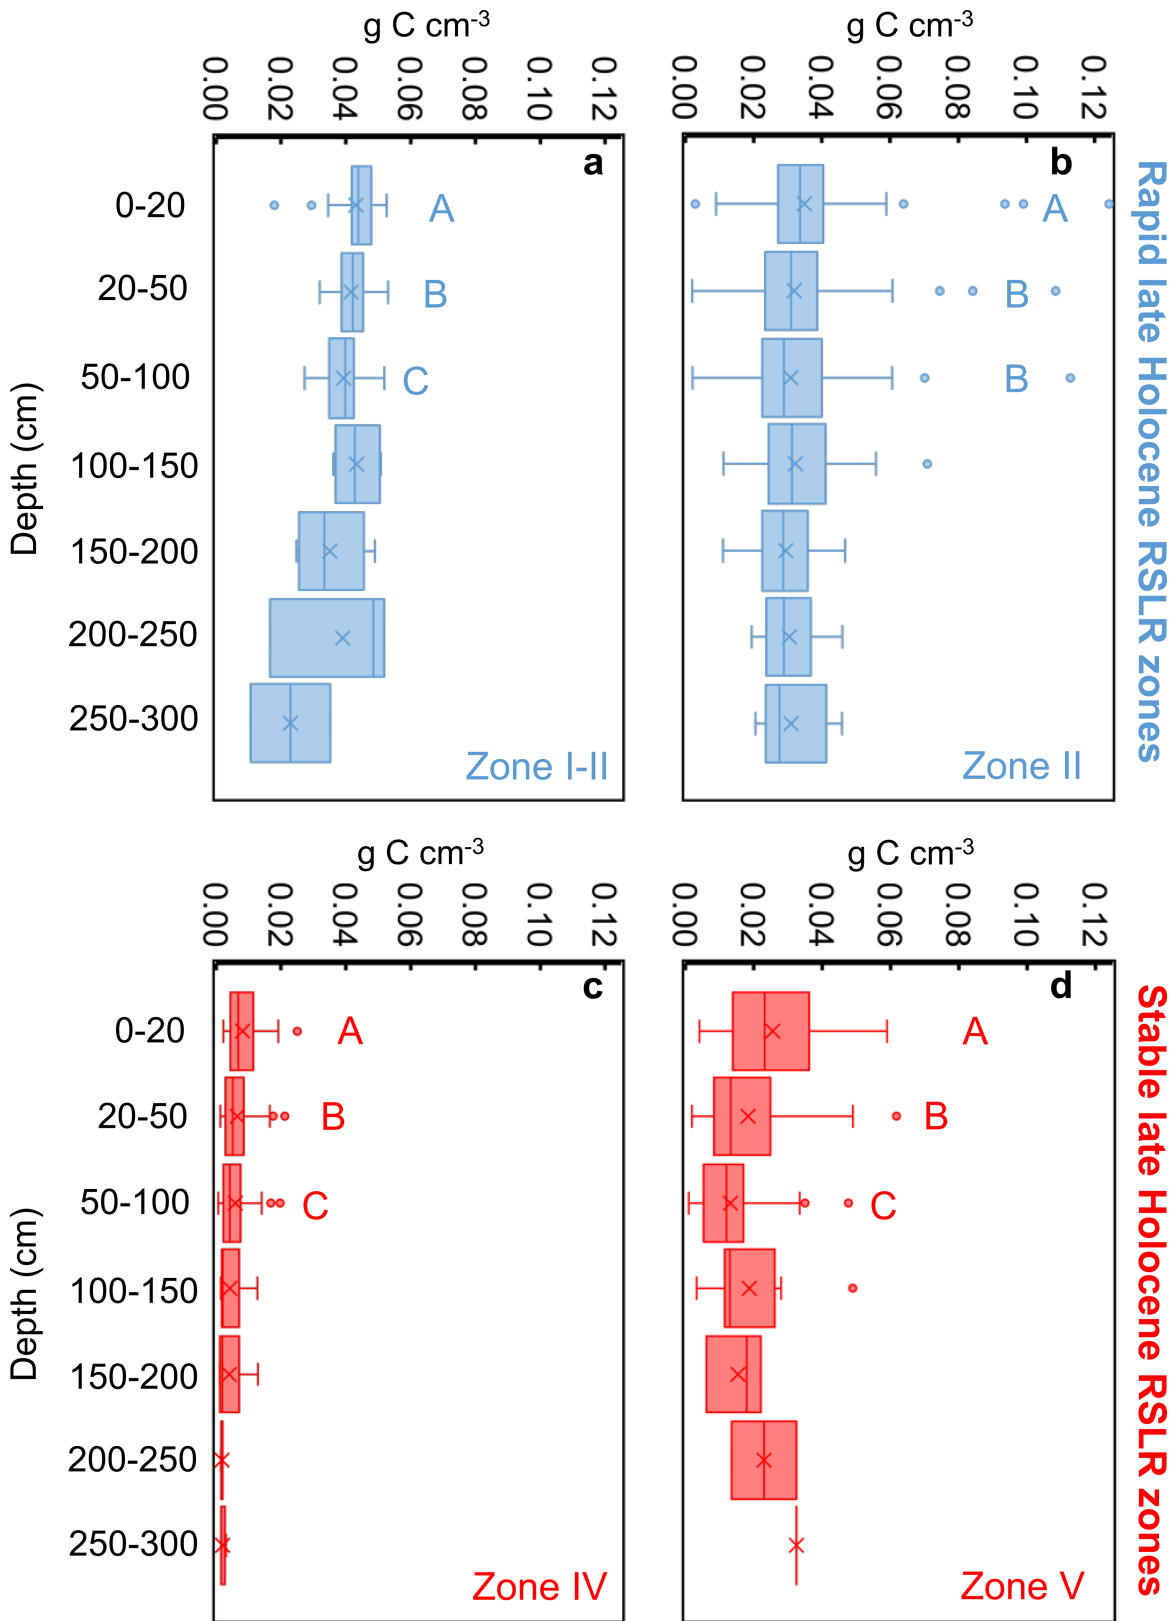 g C cm-3
g C cm-3
0.00 0.02 0.04 0.06 0.08 0.10 0.12
0.00 0.02 0.04 0.06 0.08 0.10 0.12
Rapid late Holocene RSLR zones
a
b
0-20
A
A
20-50
B
B
50-100
C
B
Depth (cm)
100-150
150-200
200-250
250-300
Zone I-II
Zone II
g C cm-3
g C cm-3
0.00 0.02 0.04 0.06 0.08 0.10 0.12
0.00 0.02 0.04 0.06 0.08 0.10 0.12
Stable late Holocene RSLR zones
c
d
0-20
A
A
20-50
B
B
50-100
C
C
Depth (cm)
100-150
150-200
200-250
250-300
Zone IV
Zone V